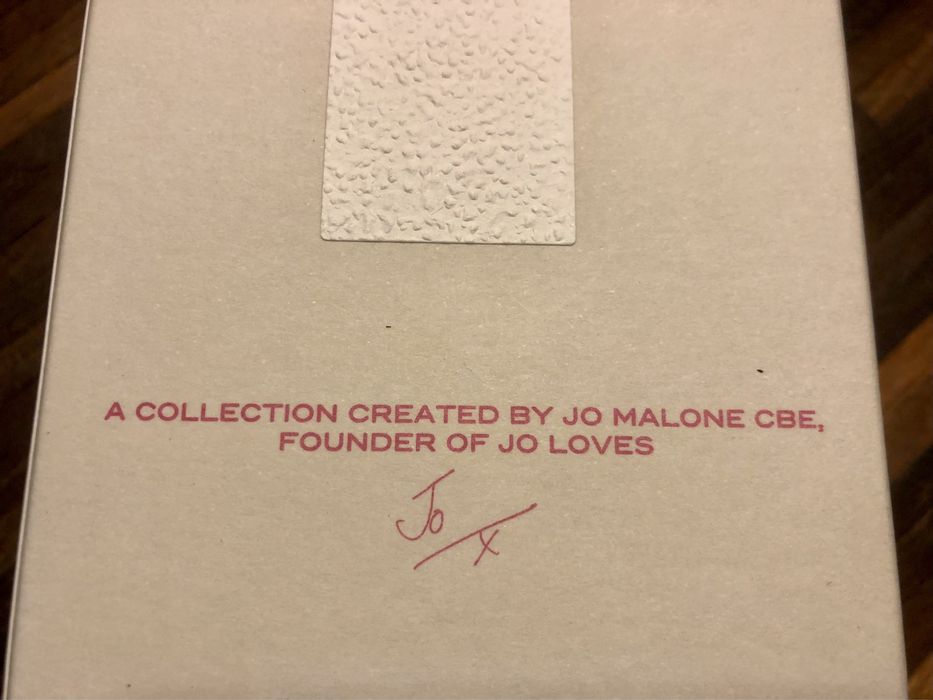 A COLLECTION CREATED BY JO MALONE CBE,
FOUNDER OF JO LOVES
Jo
x